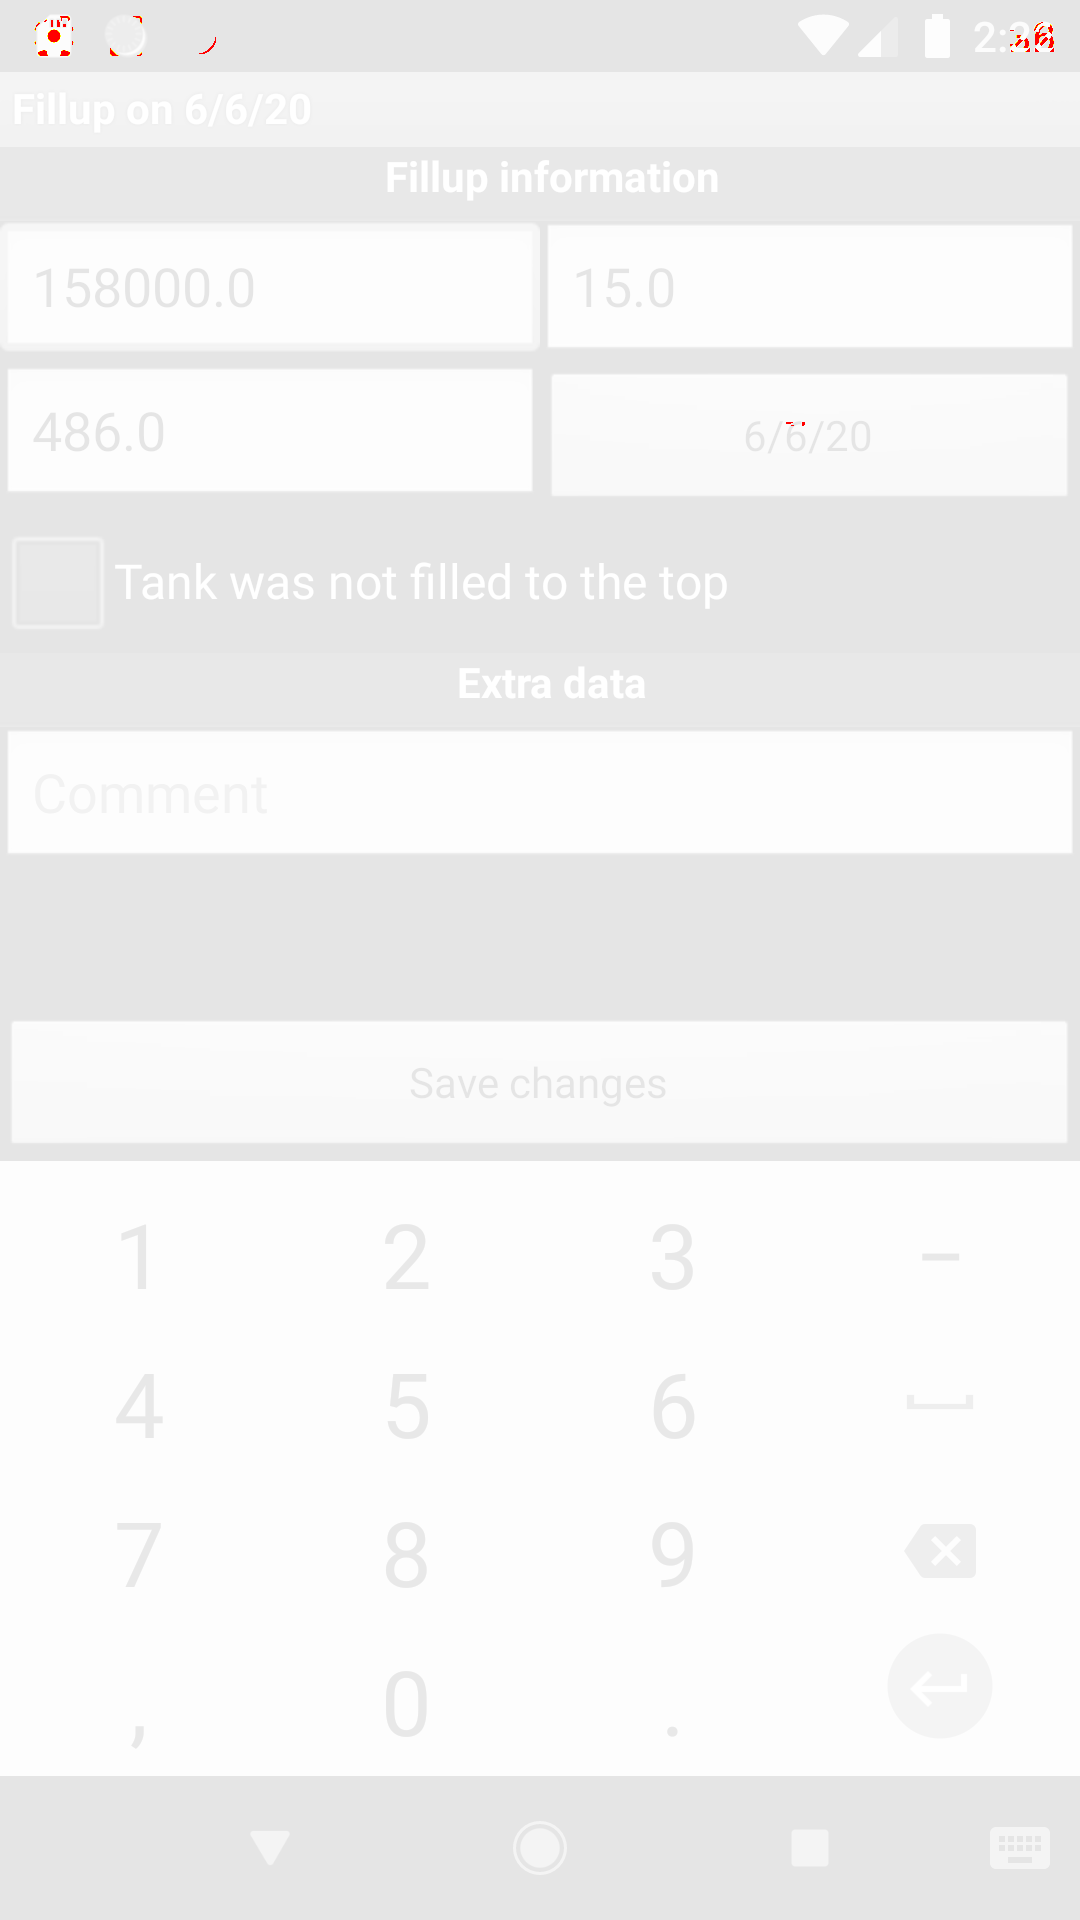 Fillup on 6/6/20
Fillup information
158000.0
15.0
486.0
6/6/20
Tank was not filled to the top
Extra data
Comment
Save changes
1 2 3 –
4 5 6
7 8 9
, 0 .